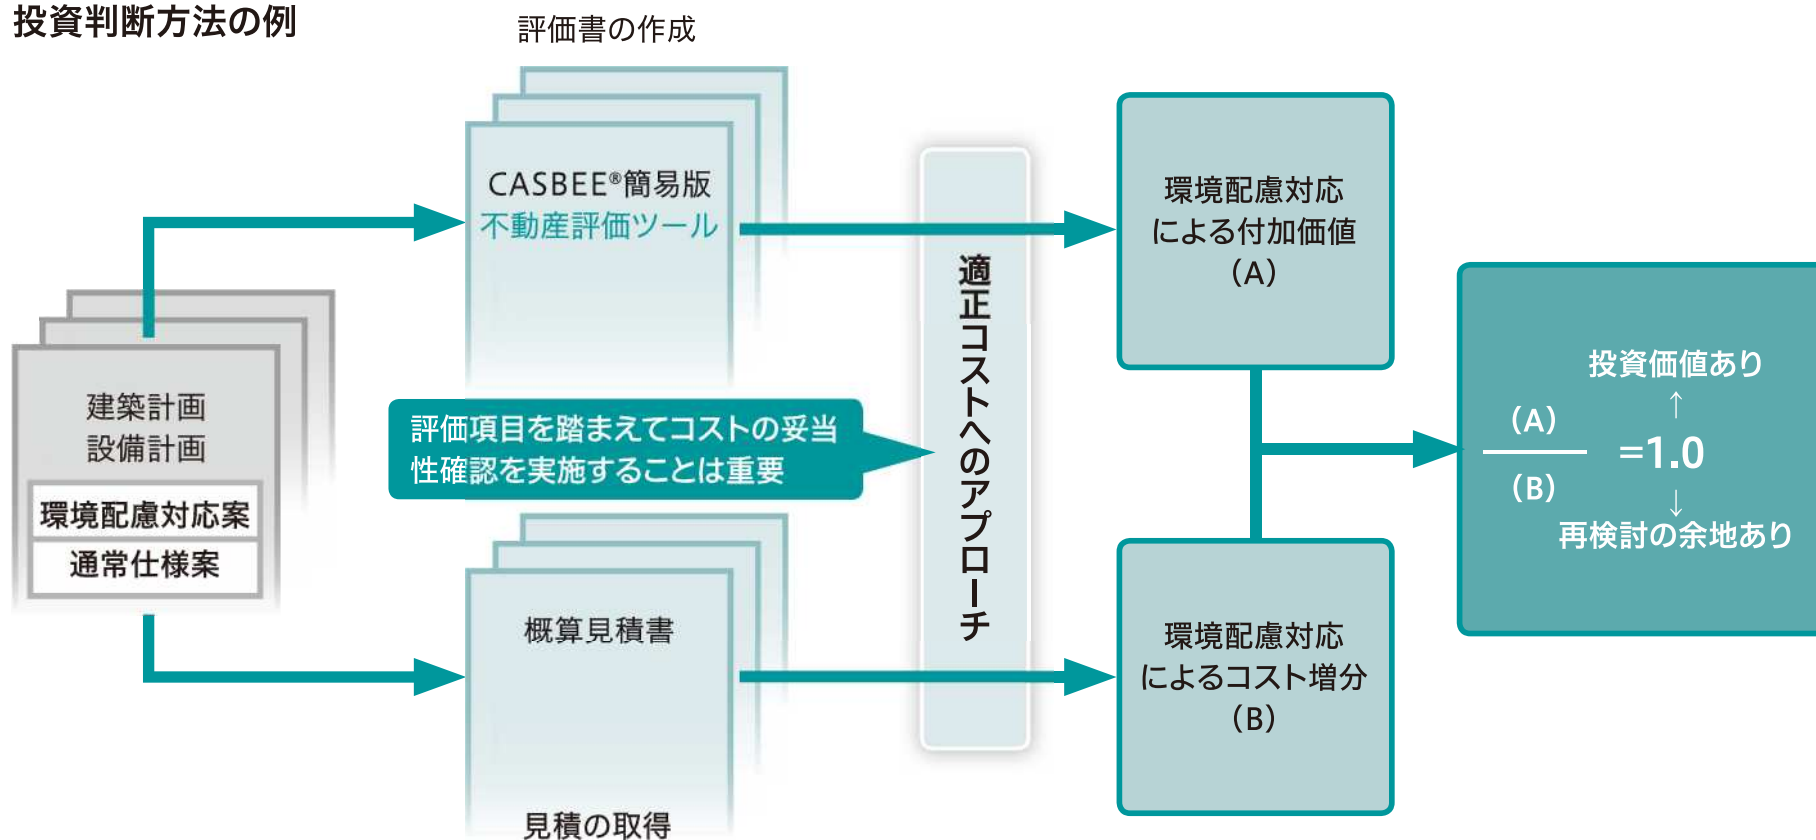 投資判断方法の例
評価書の作成
CASBEE®簡易版
不動産評価ツール
建築計画
設備計画
環境配慮対応案
通常仕様案
評価項目を踏まえてコストの妥当
性確認を実施することは重要
概算見積書
見積の取得
適正コストへのアプローチ
環境配慮対応
による付加価値
(A)
環境配慮対応
によるコスト増分
(B)
投資価値あり
↑
(A)
=1.0
(B)
↓
再検討の余地あり